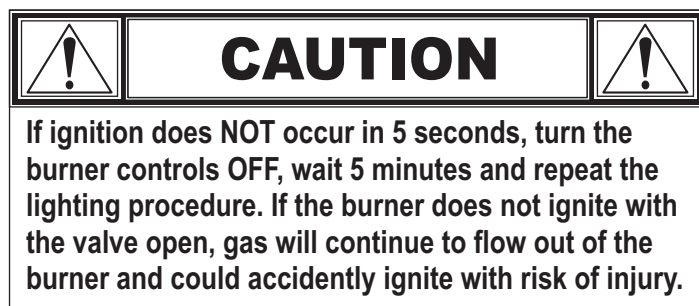 CAUTION
If ignition does NOT occur in 5 seconds, turn the
burner controls OFF, wait 5 minutes and repeat the
lighting procedure. If the burner does not ignite with
the valve open, gas will continue to flow out of the
burner and could accidently ignite with risk of injury.